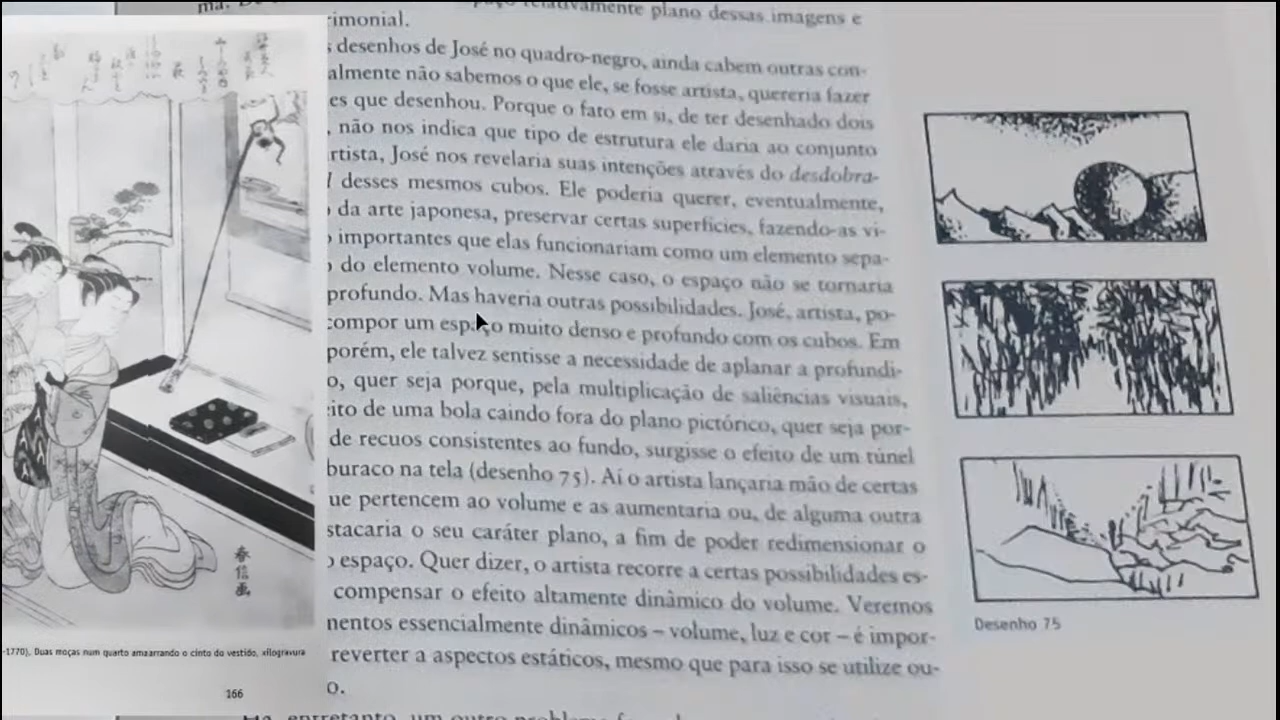 春信画
-1770), Duas moças num quarto amarrando o cinto do vestido, xilogravura
166
relativamente plano dessas imagens e
rimonial.
s desenhos de José no quadro-negro, ainda cabem outras con-
almente não sabemos o que ele, se fosse artista, quereria fazer
es que desenhou. Porque o fato em si, de ter desenhado dois
, não nos indica que tipo de estrutura ele daria ao conjunto
rtista, José nos revelaria suas intenções através do desdobra-
l desses mesmos cubos. Ele poderia querer, eventualmente,
o da arte japonesa, preservar certas superfícies, fazendo-as vi-
o importantes que elas funcionariam como um elemento sepa-
o do elemento volume. Nesse caso, o espaço não se tornaria
profundo. Mas haveria outras possibilidades. José, artista, po-
compor um espaço muito denso e profundo com os cubos. Em
porém, ele talvez sentisse a necessidade de aplanar a profundi-
o, quer seja porque, pela multiplicação de saliências visuais,
eito de uma bola caindo fora do plano pictórico, quer seja por-
de recuos consistentes ao fundo, surgisse o efeito de um túnel
buraco na tela (desenho 75). Aí o artista lançaria mão de certas
ue pertencem ao volume e as aumentaria ou, de alguma outra
stacaria o seu caráter plano, a fim de poder redimensionar o
o espaço. Quer dizer, o artista recorre a certas possibilidades es-
compensar o efeito altamente dinâmico do volume. Veremos
mentos essencialmente dinâmicos – volume, luz e cor – é impor-
reverter a aspectos estáticos, mesmo que para isso se utilize ou-
o.
entretanto, um outro problema
Desenho 75